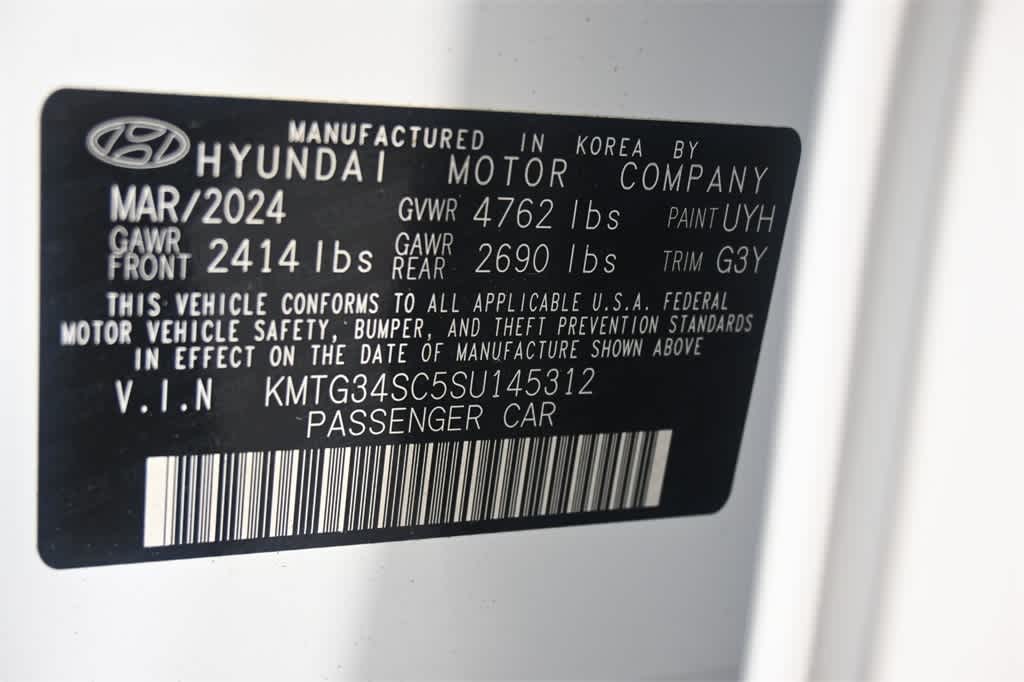 MANUFACTURED IN KOREA BY
HYUNDAI MOTOR COMPANY
MAR/2024 GVWR 4762 lbs PAINT UYH
GAWR FRONT 2414 lbs GAWR REAR 2690 lbs TRIM G3Y
THIS VEHICLE CONFORMS TO ALL APPLICABLE U.S.A. FEDERAL
MOTOR VEHICLE SAFETY, BUMPER, AND THEFT PREVENTION STANDARDS
IN EFFECT ON THE DATE OF MANUFACTURE SHOWN ABOVE
V.I.N KMTG34SC5SU145312
PASSENGER CAR